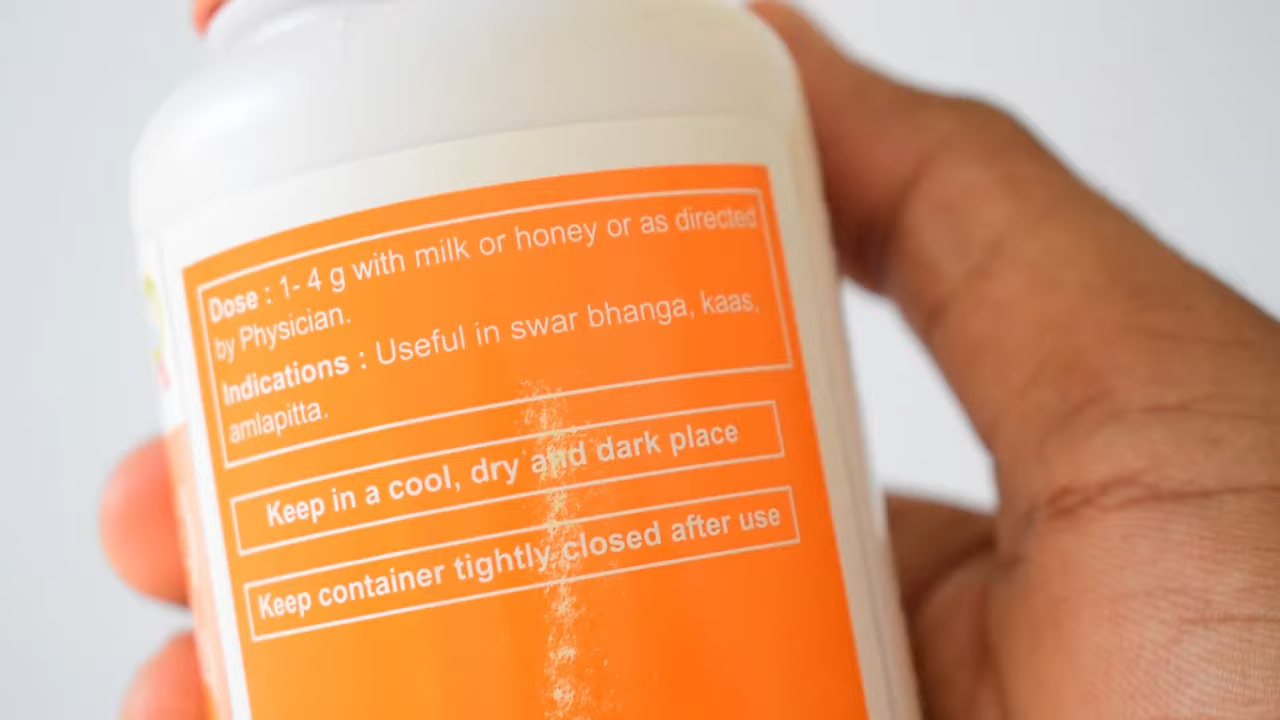 Dose : 1- 4 g with milk or honey or as directed
by Physician.
Indications : Useful in swar bhanga, kaas,
amlapitta.
Keep in a cool, dry and dark place
Keep container tightly closed after use